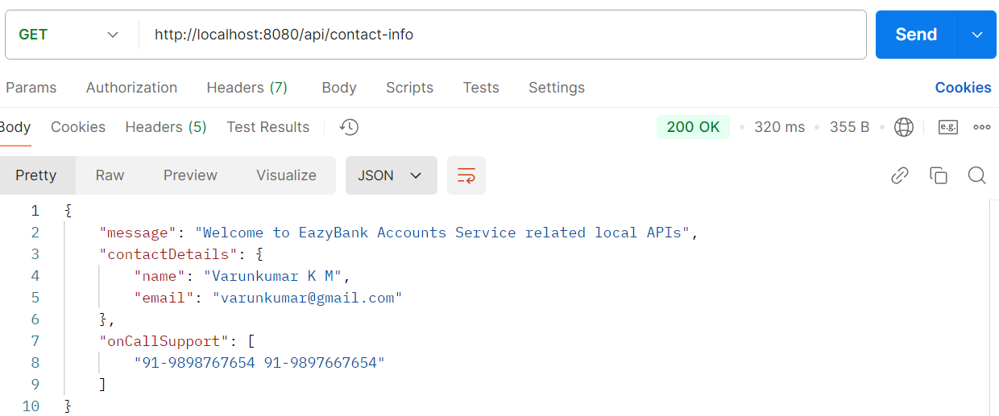 GET http://localhost:8080/api/contact-info Send
Params Authorization Headers (7) Body Scripts Tests Settings Cookies
Body Cookies Headers (5) Test Results 200 OK 320 ms 355 B e.g.
Pretty Raw Preview Visualize JSON
1 {
2 "message": "Welcome to EazyBank Accounts Service related local APIs",
3 "contactDetails": {
4 "name": "Varunkumar K M",
5 "email": "varunkumar@gmail.com"
6 },
7 "onCallSupport": [
8 "91-9898767654 91-9897667654"
9 ]
10 }